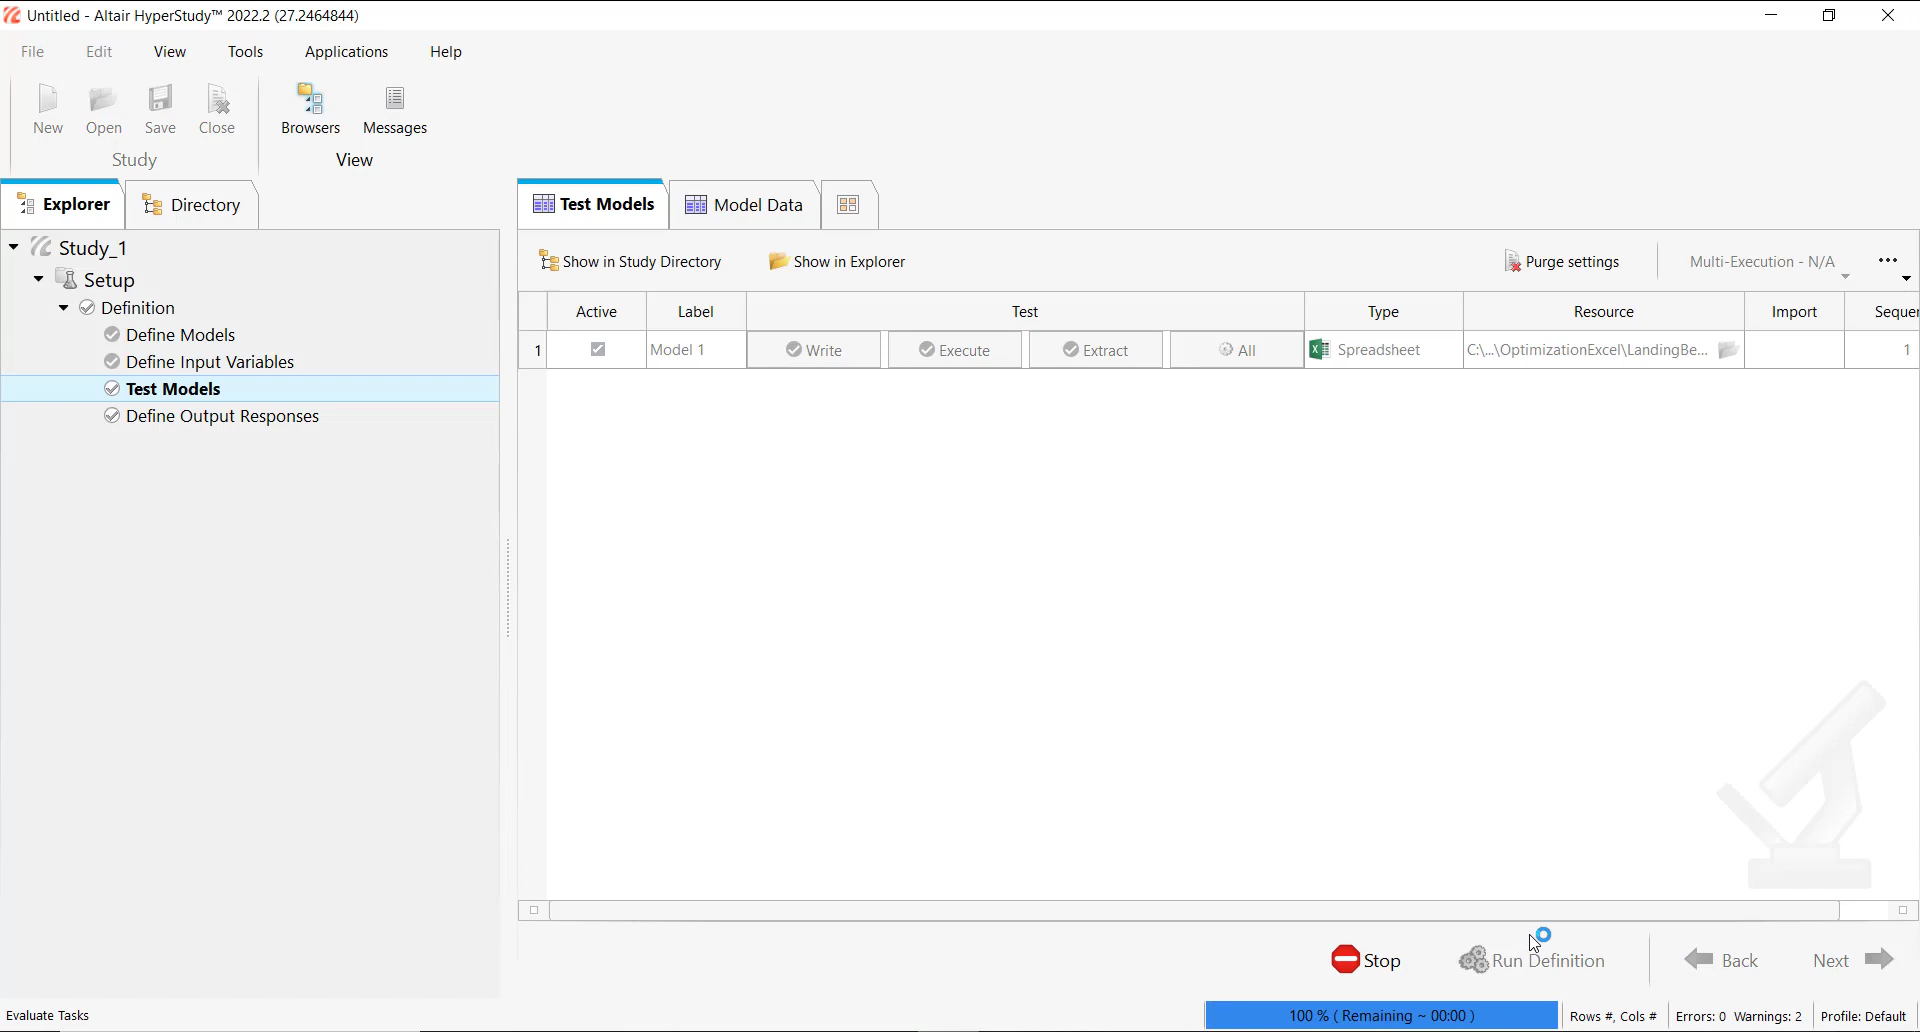 Untitled - Altair HyperStudy™ 2022.2 (27.2464844)
File Edit View Tools Applications Help
New Open Save Close Browsers Messages
Study View
Explorer Directory Test Models Model Data
Study_1
Setup
Definition
Define Models
Define Input Variables
Test Models
Define Output Responses
Show in Study Directory Show in Explorer Purge settings Multi-Execution - N/A
Active Label Test Type Resource Import Sequer
1 Model 1 Write Execute Extract All Spreadsheet C:\...\OptimizationExcel\LandingBe... 1
Stop Run Definition Back Next
Evaluate Tasks 100 % ( Remaining ~ 00:00 ) Rows #, Cols # Errors: 0 Warnings: 2 Profile: Default